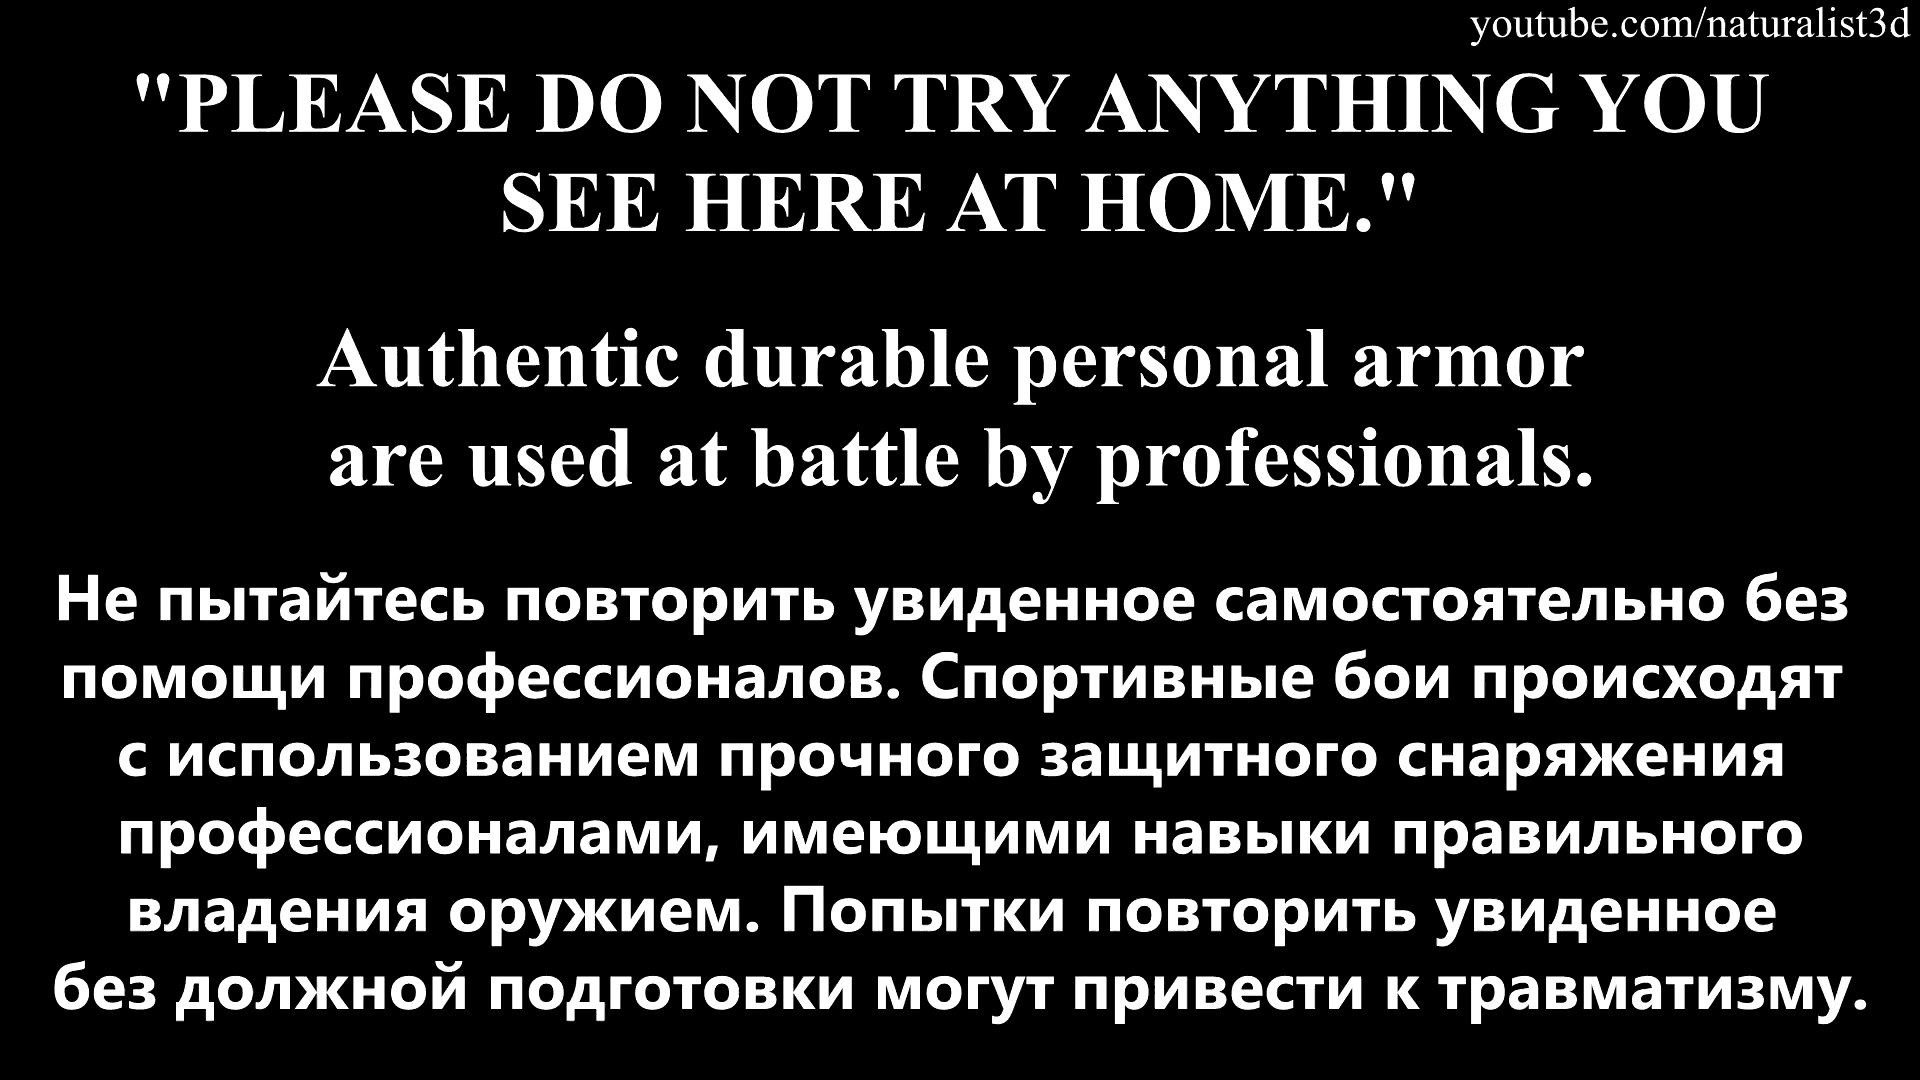 youtube.com/naturalist3d
"PLEASE DO NOT TRY ANYTHING YOU
SEE HERE AT HOME."
Authentic durable personal armor
are used at battle by professionals.
Не пытайтесь повторить увиденное самостоятельно без
помощи профессионалов. Спортивные бои происходят
с использованием прочного защитного снаряжения
профессионалами, имеющими навыки правильного
владения оружием. Попытки повторить увиденное
без должной подготовки могут привести к травматизму.